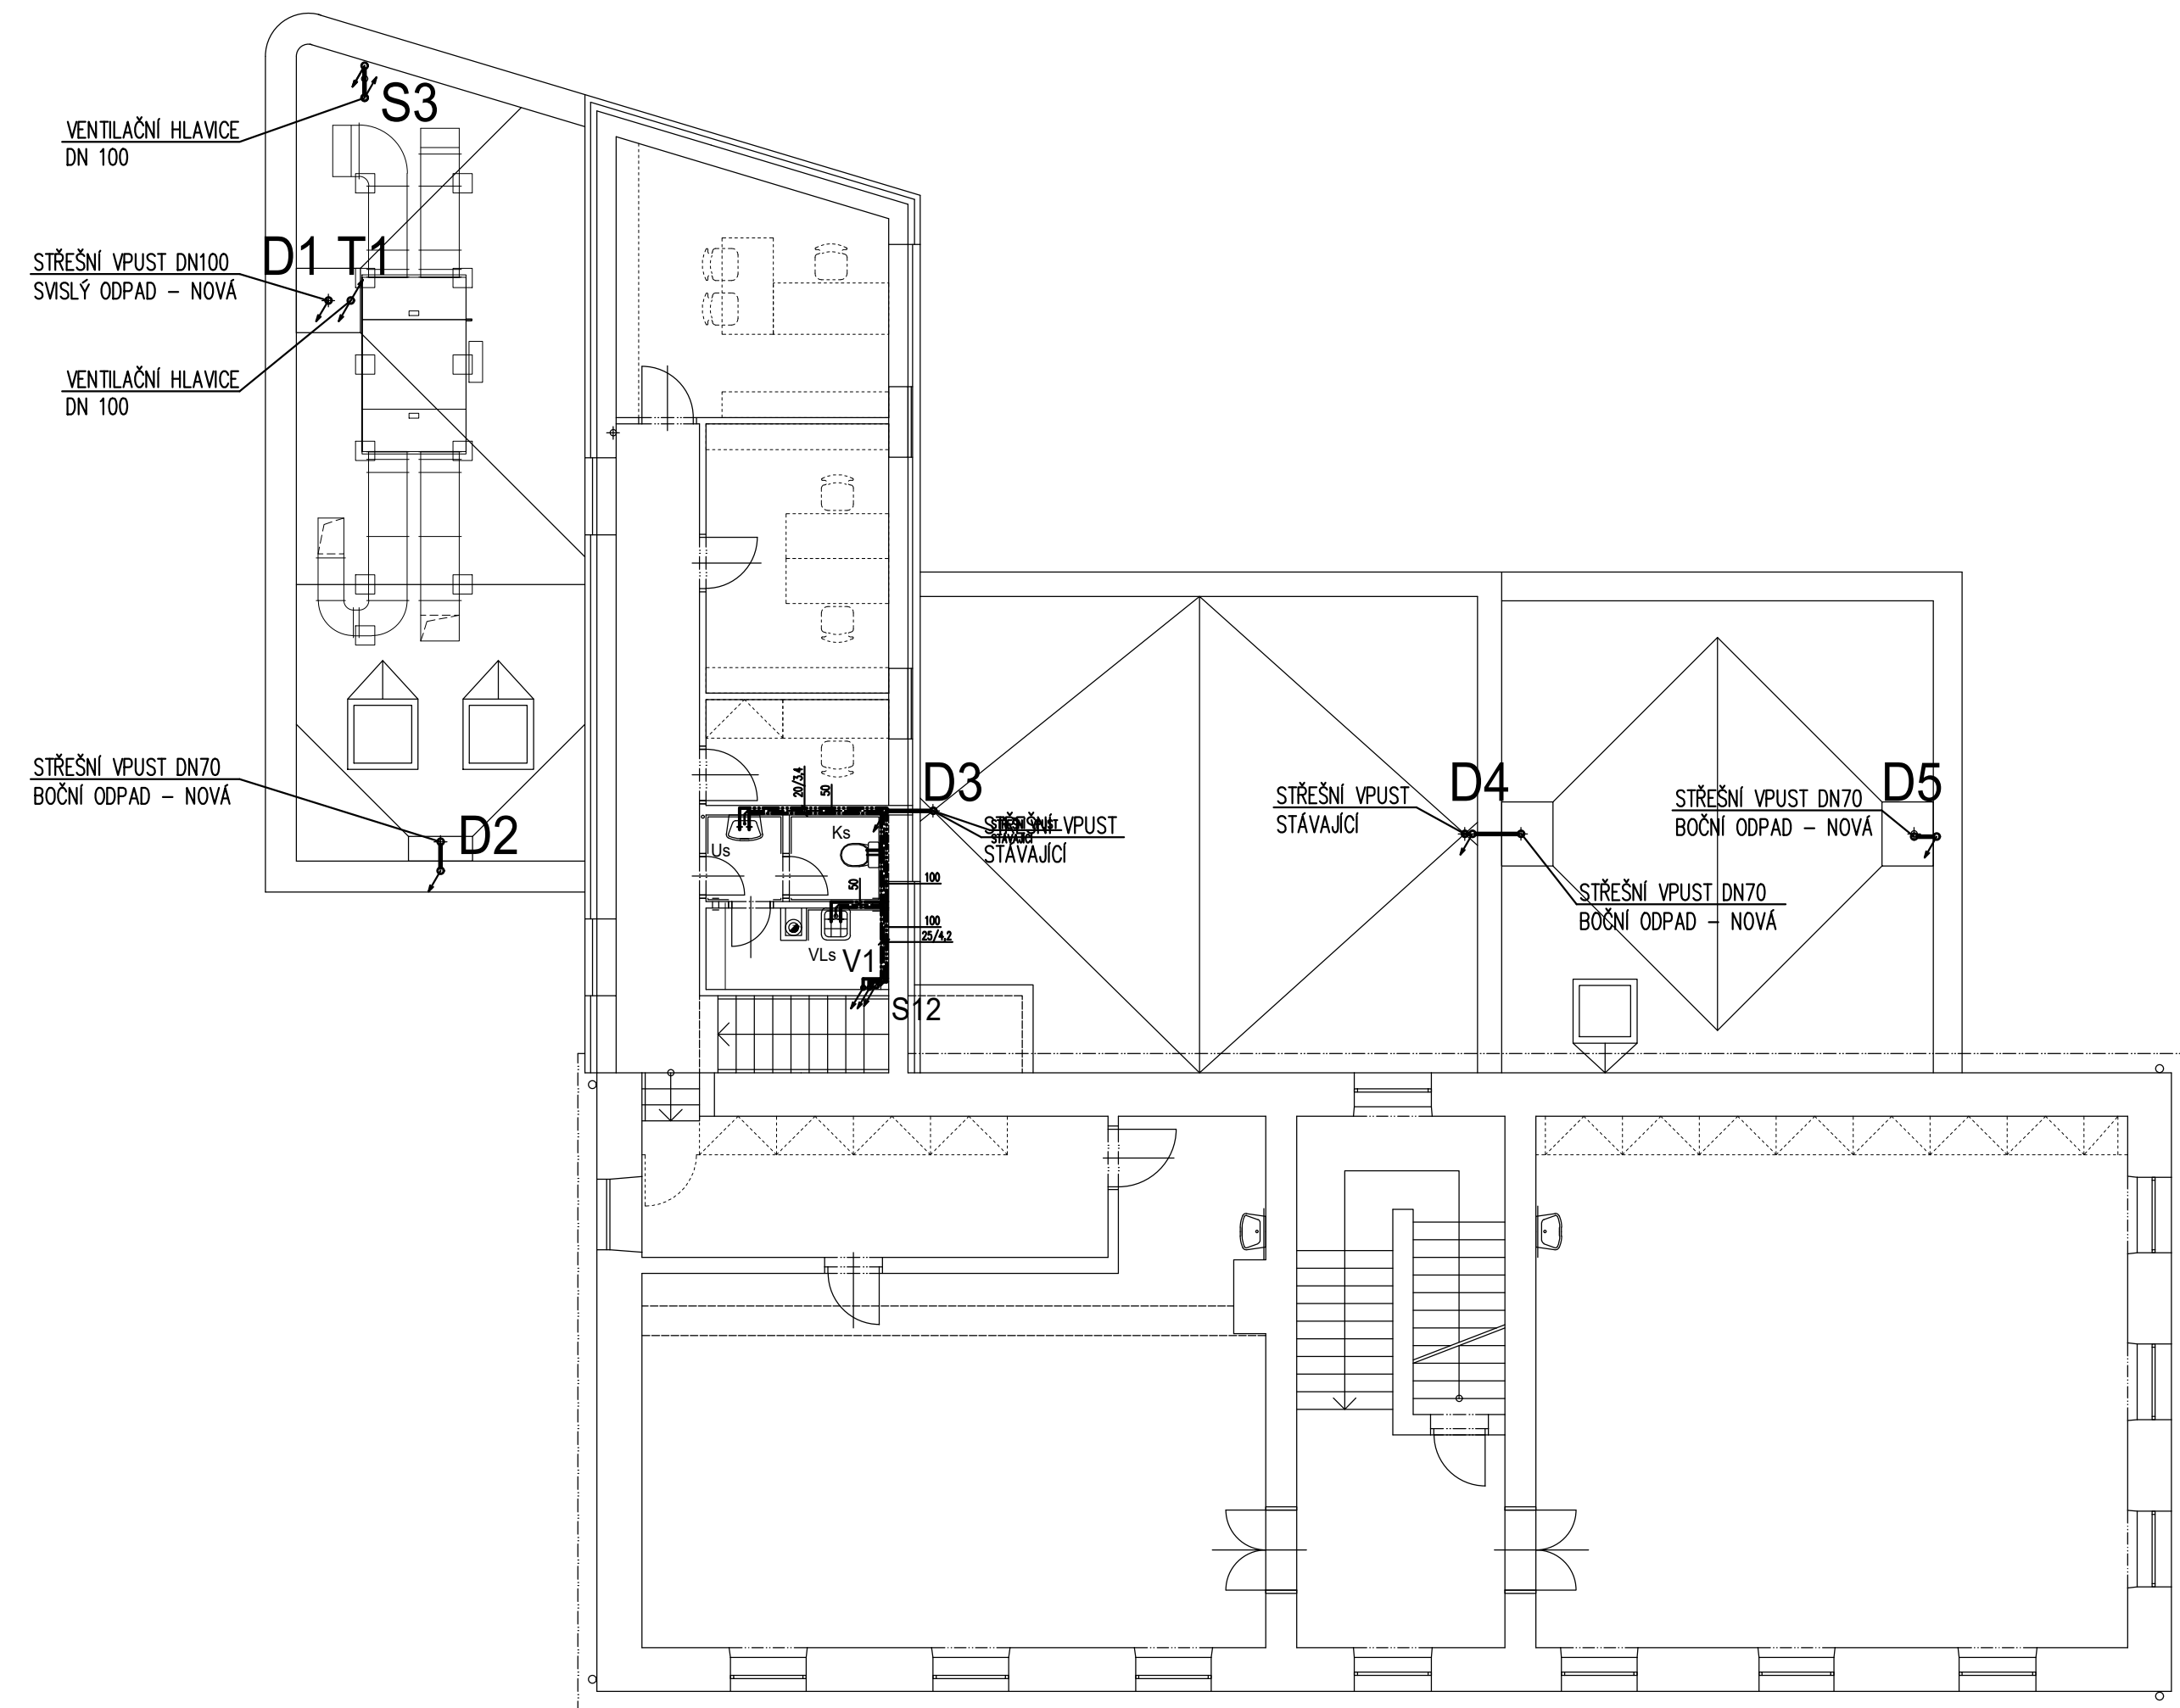 S3
VENTILAČNÍ HLAVICE
DN 100
D1 T1
STŘEŠNÍ VPUST DN100
SVISLÝ ODPAD – NOVÁ
VENTILAČNÍ HLAVICE
DN 100
STŘEŠNÍ VPUST DN70
BOČNÍ ODPAD – NOVÁ
D2
20/3,4
50
D3
STŘEŠNÍ VPUST
STÁVAJÍCÍ
Ks
Us
100
50
100
25/4,2
VLs
V1
S12
STŘEŠNÍ VPUST
STÁVAJÍCÍ
D4
STŘEŠNÍ VPUST DN70
BOČNÍ ODPAD – NOVÁ
D5
STŘEŠNÍ VPUST DN70
BOČNÍ ODPAD – NOVÁ